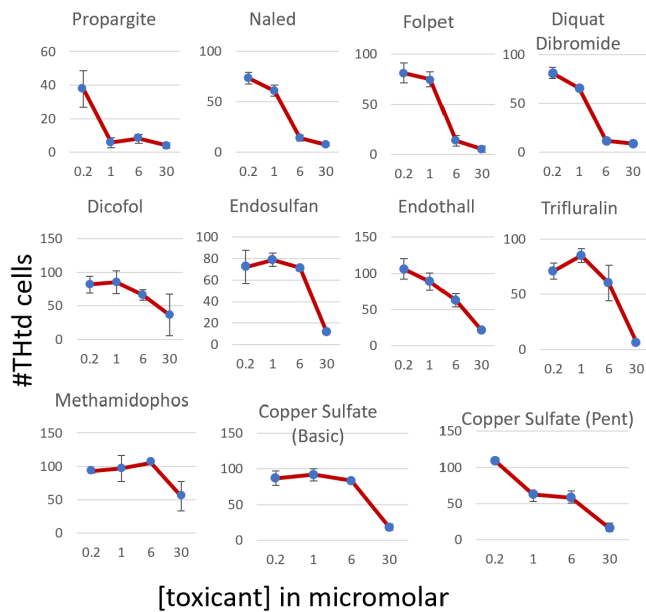 Propargite
60
40
20
0
0.2 1 6 30
Naled
100
50
0
0.2 1 6 30
Folpet
100
50
0
0.2 1 6 30
Diquat
Dibromide
100
50
0
0.2 1 6 30
#THtd cells
Dicofol
150
100
50
0
0.2 1 6 30
Endosulfan
100
80
60
40
20
0
0.2 1 6 30
Endothall
150
100
50
0
0.2 1 6 30
Trifluralin
100
50
0
0.2 1 6 30
Methamidophos
150
100
50
0
0.2 1 6 30
Copper Sulfate
(Basic)
150
100
50
0
0.2 1 6 30
Copper Sulfate (Pent)
150
100
50
0
0.2 1 6 30
[toxicant] in micromolar